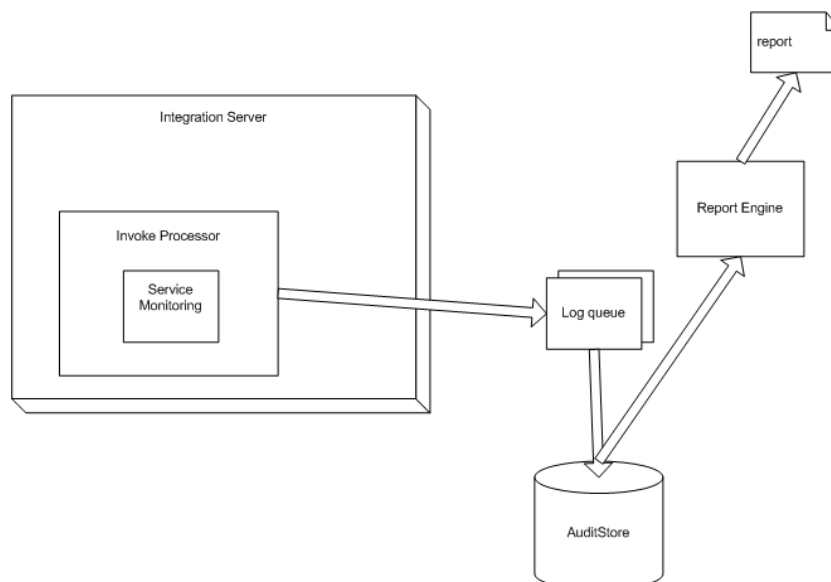 report
Integration Server
Report Engine
Invoke Processor
Service
Monitoring
Log queue
AuditStore